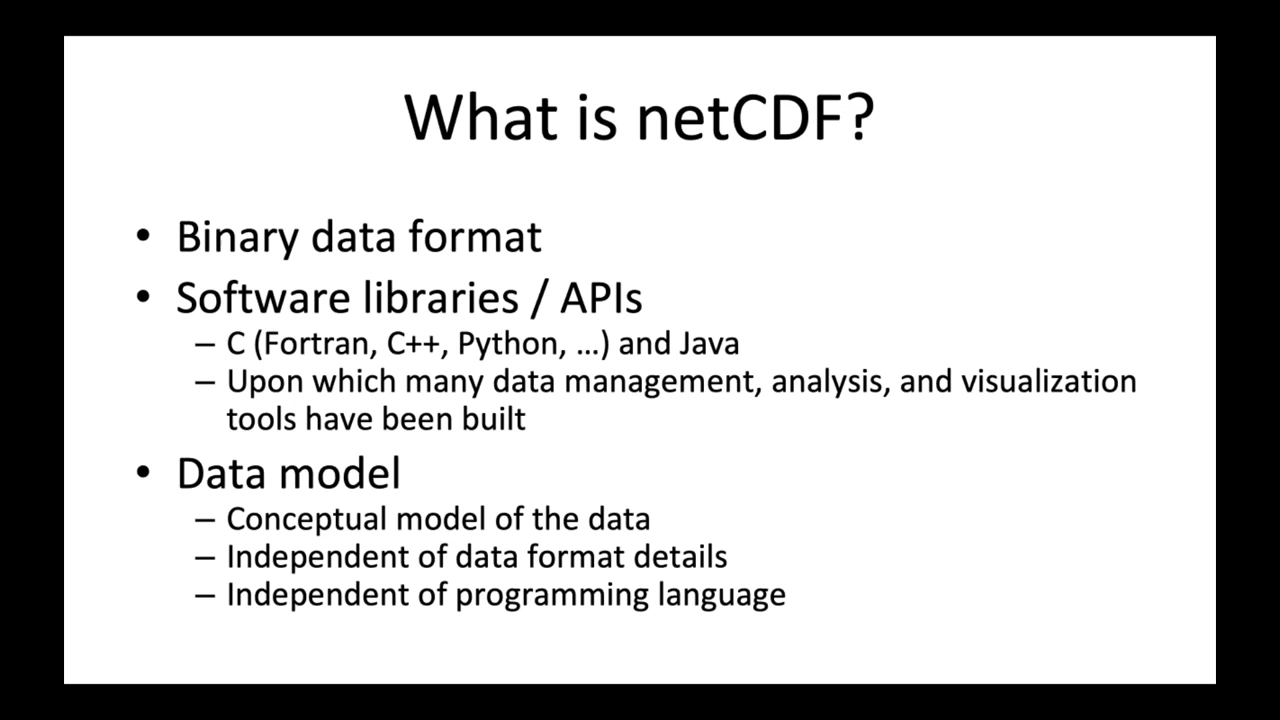 What is netCDF?
• Binary data format
• Software libraries / APIs
– C (Fortran, C++, Python, …) and Java
– Upon which many data management, analysis, and visualization
tools have been built
• Data model
– Conceptual model of the data
– Independent of data format details
– Independent of programming language